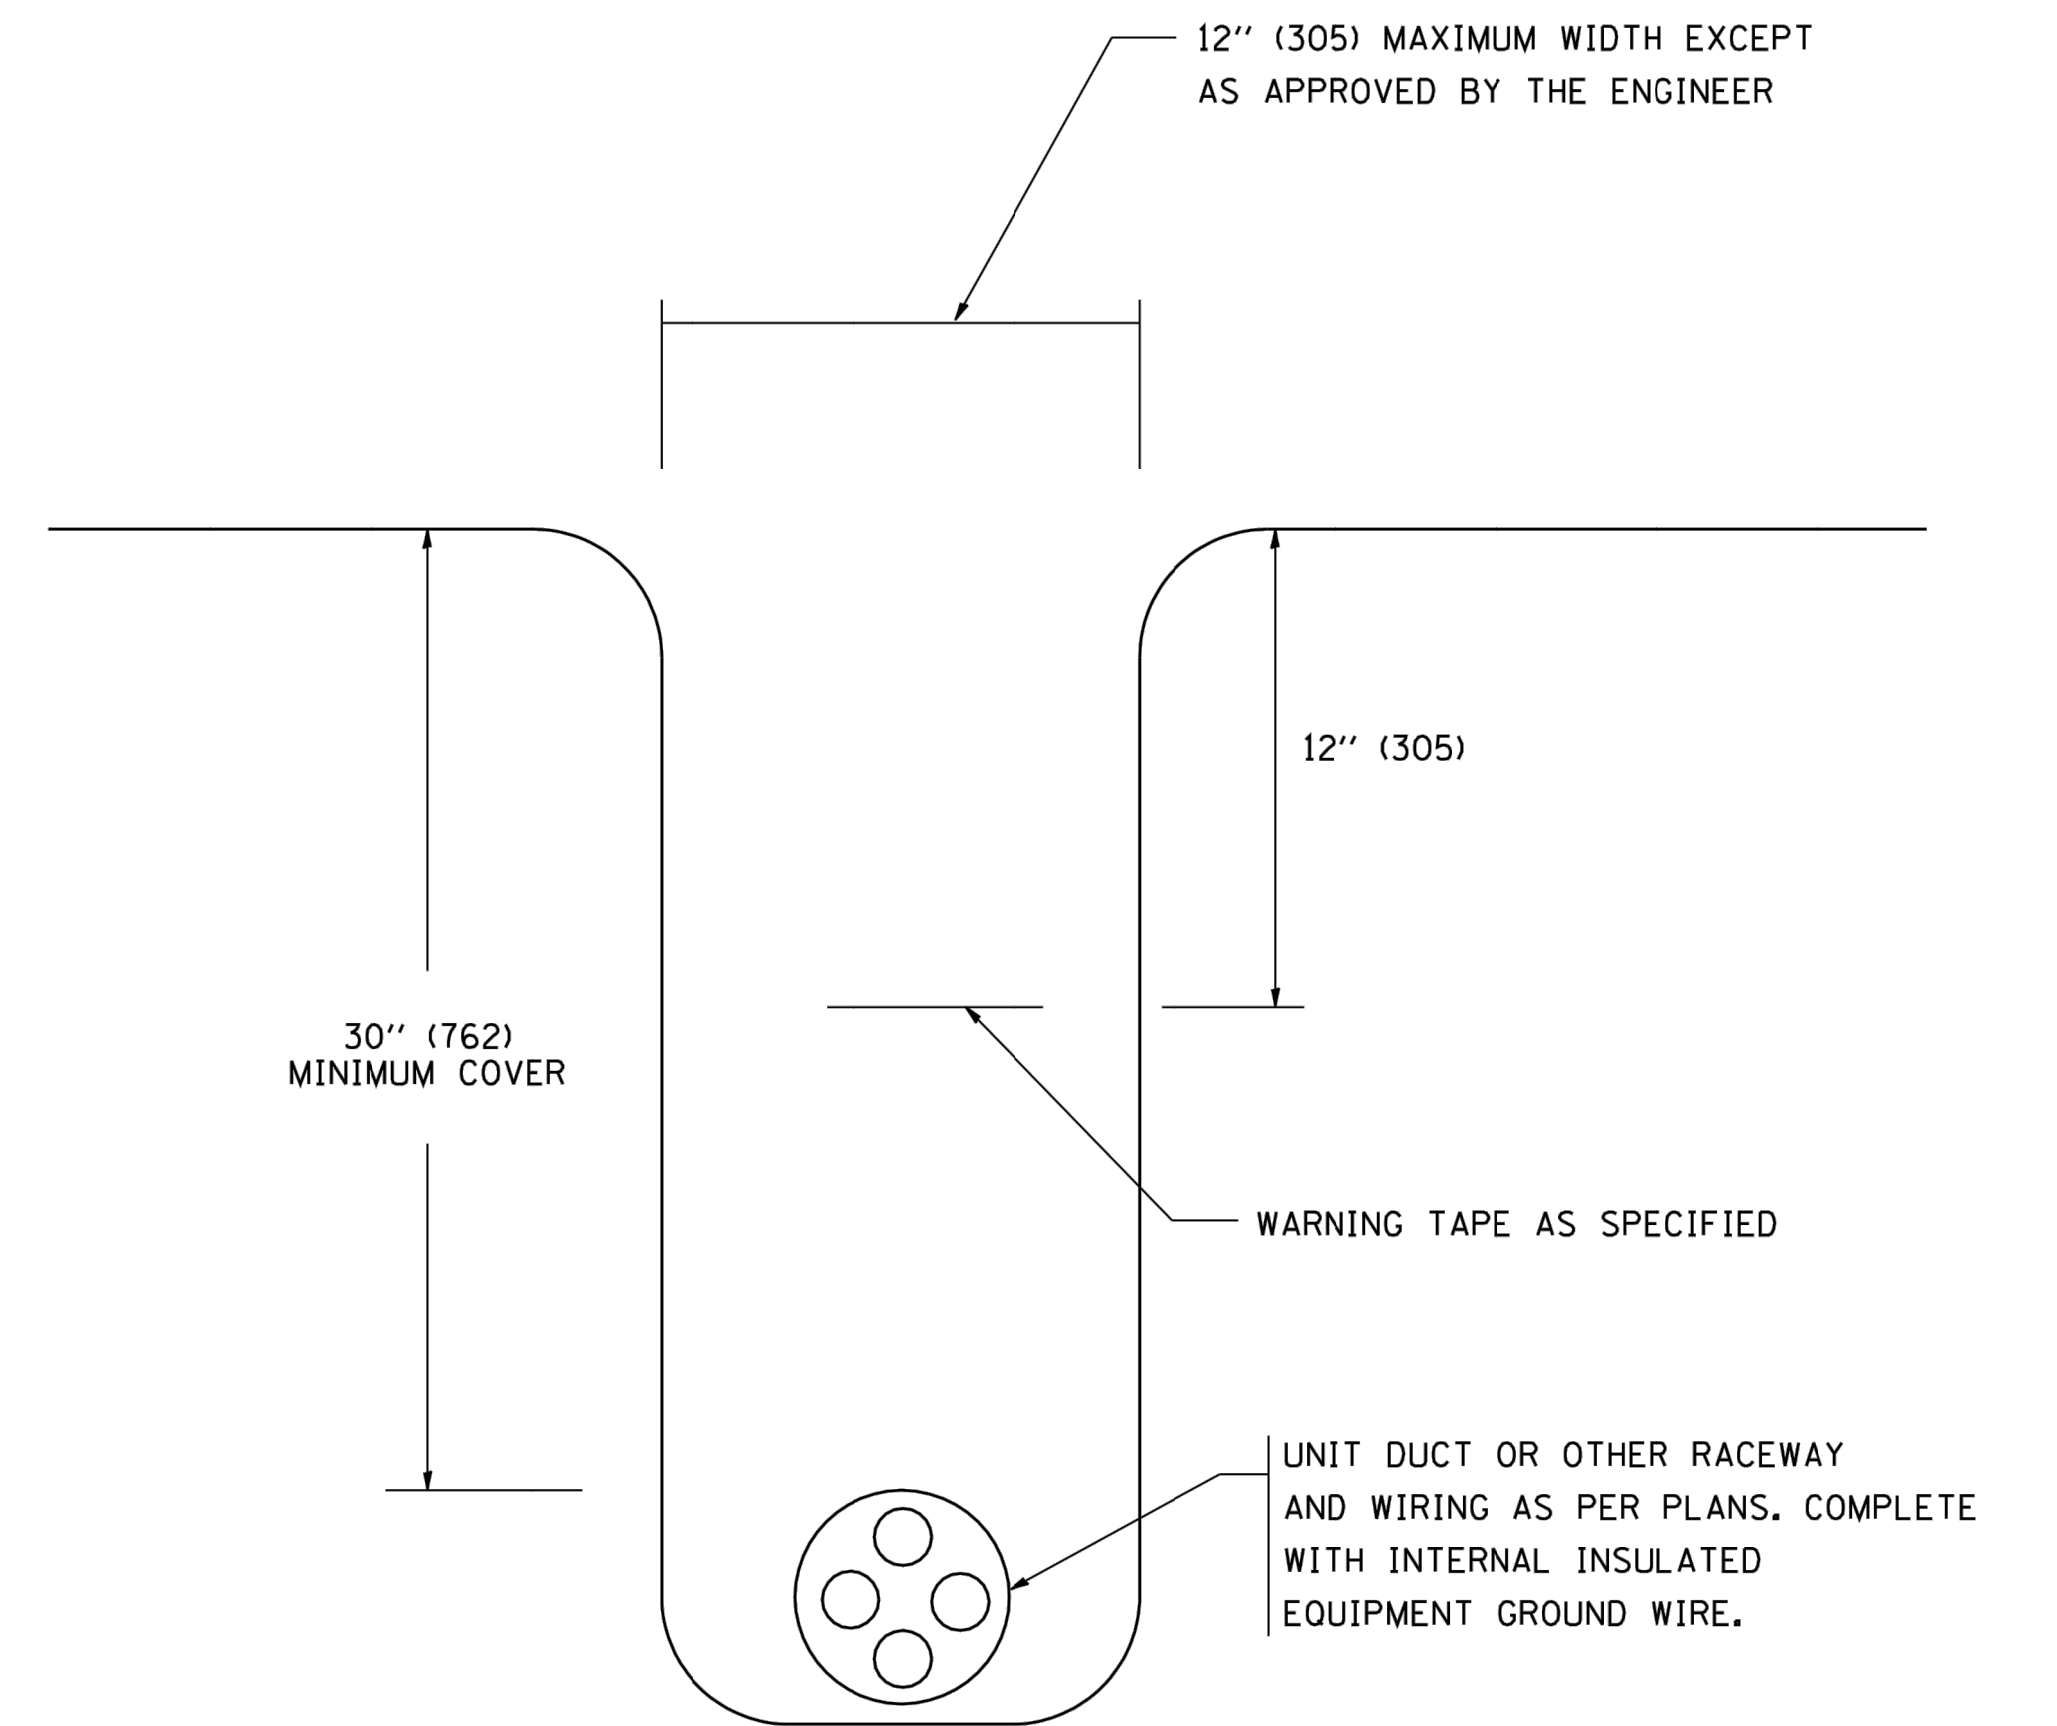 12" (305) MAXIMUM WIDTH EXCEPT
AS APPROVED BY THE ENGINEER
12" (305)
30" (762)
MINIMUM COVER
WARNING TAPE AS SPECIFIED
UNIT DUCT OR OTHER RACEWAY
AND WIRING AS PER PLANS. COMPLETE
WITH INTERNAL INSULATED
EQUIPMENT GROUND WIRE.